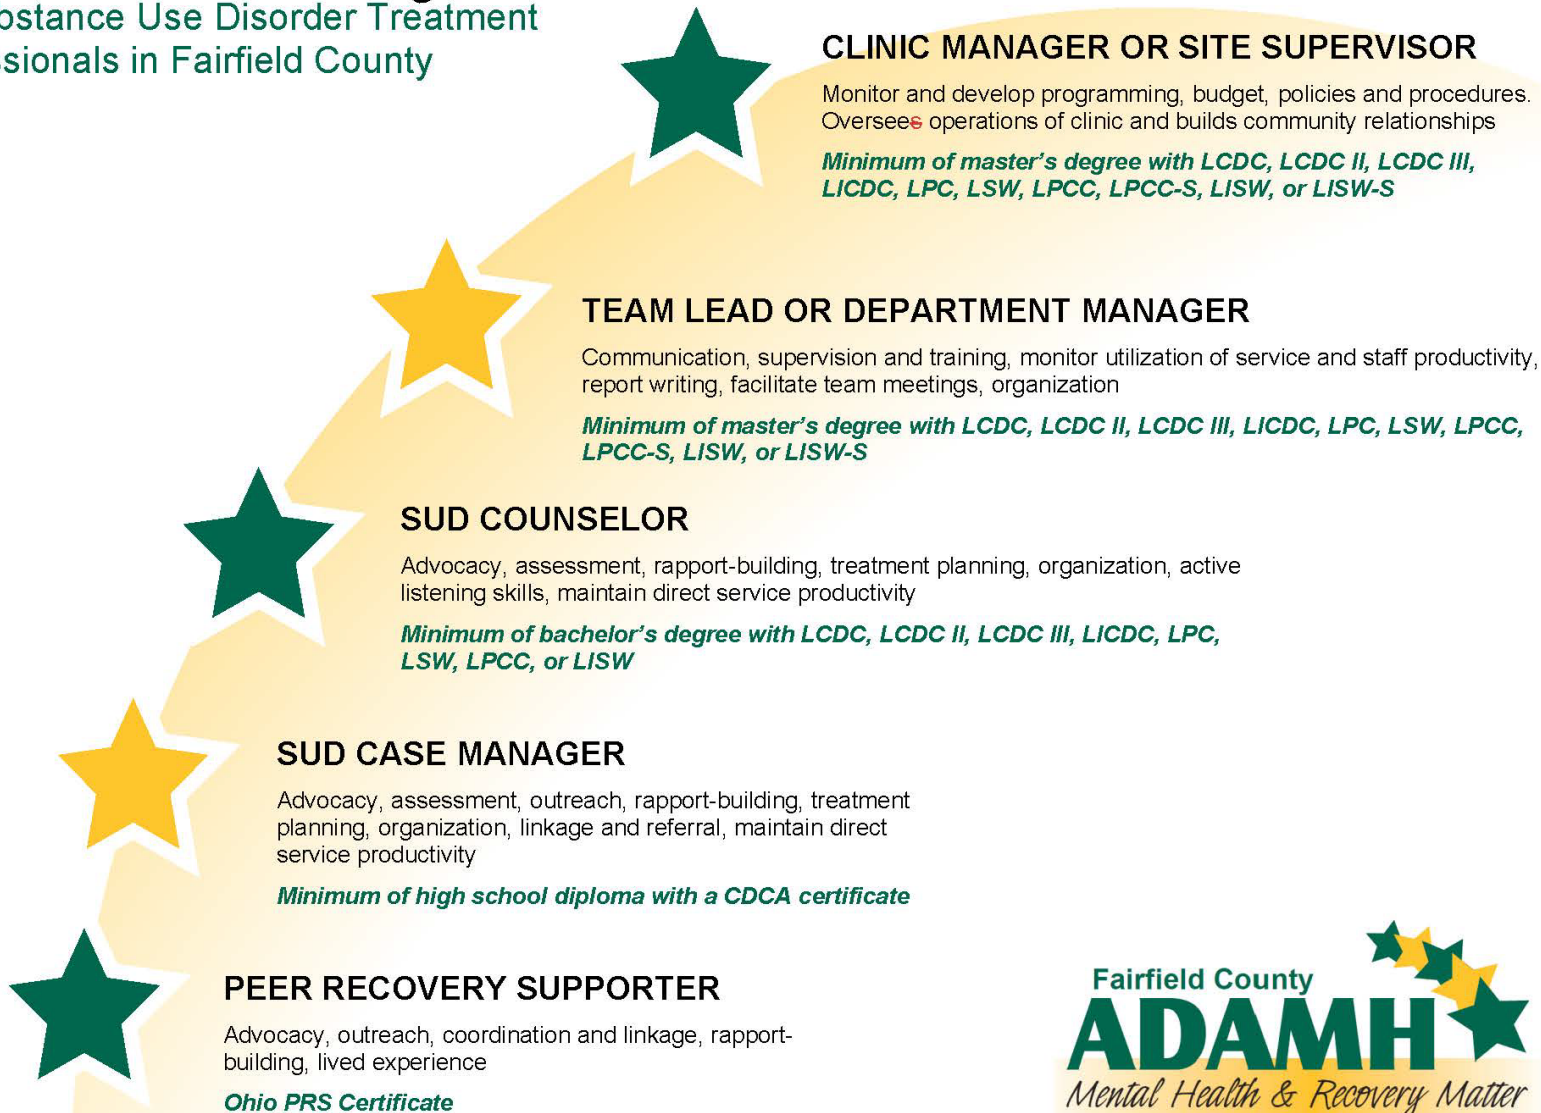 bstance Use Disorder Treatment
ssionals in Fairfield County
CLINIC MANAGER OR SITE SUPERVISOR
Monitor and develop programming, budget, policies and procedures.
Oversees operations of clinic and builds community relationships
Minimum of master's degree with LCDC, LCDC II, LCDC III,
LICDC, LPC, LSW, LPCC, LPCC-S, LISW, or LISW-S
TEAM LEAD OR DEPARTMENT MANAGER
Communication, supervision and training, monitor utilization of service and staff productivity,
report writing, facilitate team meetings, organization
Minimum of master's degree with LCDC, LCDC II, LCDC III, LICDC, LPC, LSW, LPCC,
LPCC-S, LISW, or LISW-S
SUD COUNSELOR
Advocacy, assessment, rapport-building, treatment planning, organization, active
listening skills, maintain direct service productivity
Minimum of bachelor's degree with LCDC, LCDC II, LCDC III, LICDC, LPC,
LSW, LPCC, or LISW
SUD CASE MANAGER
Advocacy, assessment, outreach, rapport-building, treatment
planning, organization, linkage and referral, maintain direct
service productivity
Minimum of high school diploma with a CDCA certificate
PEER RECOVERY SUPPORTER
Advocacy, outreach, coordination and linkage, rapport-
building, lived experience
Ohio PRS Certificate
Fairfield County
ADAMH
Mental Health & Recovery Matter